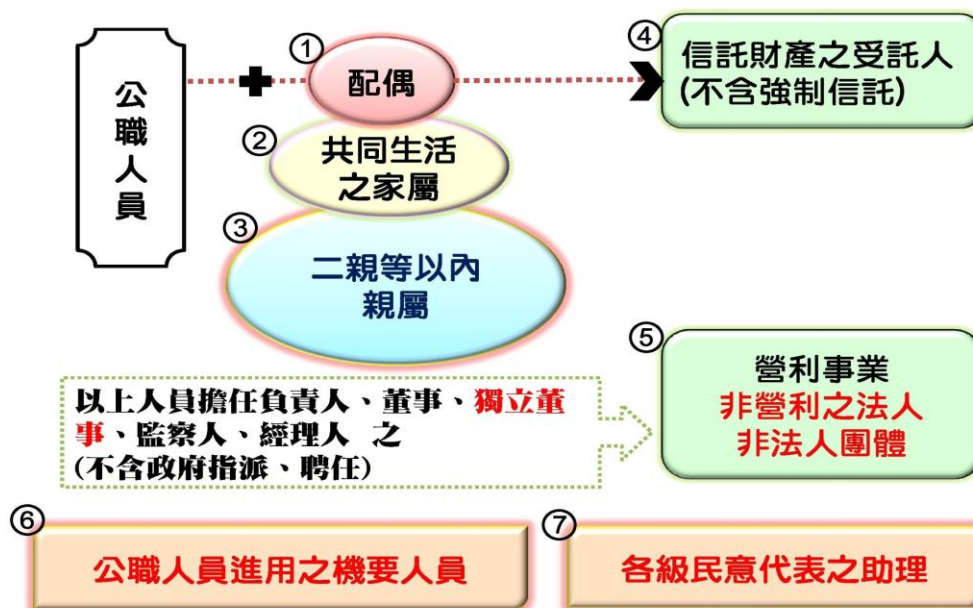 公職人員
①
配偶
②
共同生活
之家屬
③
二親等以內
親屬
④
信託財產之受託人
(不含強制信託)
以上人員擔任負責人、董事、獨立董
事、監察人、經理人 之
(不含政府指派、聘任)
⑤
營利事業
非營利之法人
非法人團體
⑥
公職人員進用之機要人員
⑦
各級民意代表之助理